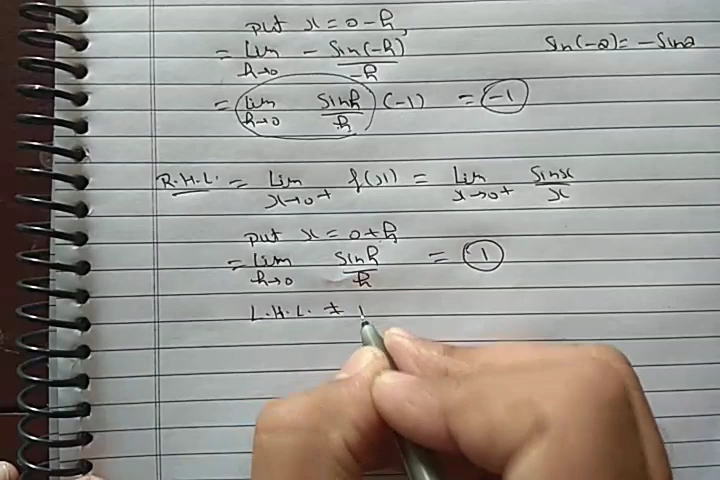 put x = 0 - h,
= lim h→0 - sin(-h)/-h
sin(-θ) = -sinθ
= lim h→0 sinh/h (-1) = -1
R.H.L. = lim x→0+ f(x) = lim x→0+ sinx/x
put x = 0 + h,
= lim h→0 sinh/h = 1
L.H.L. ≠